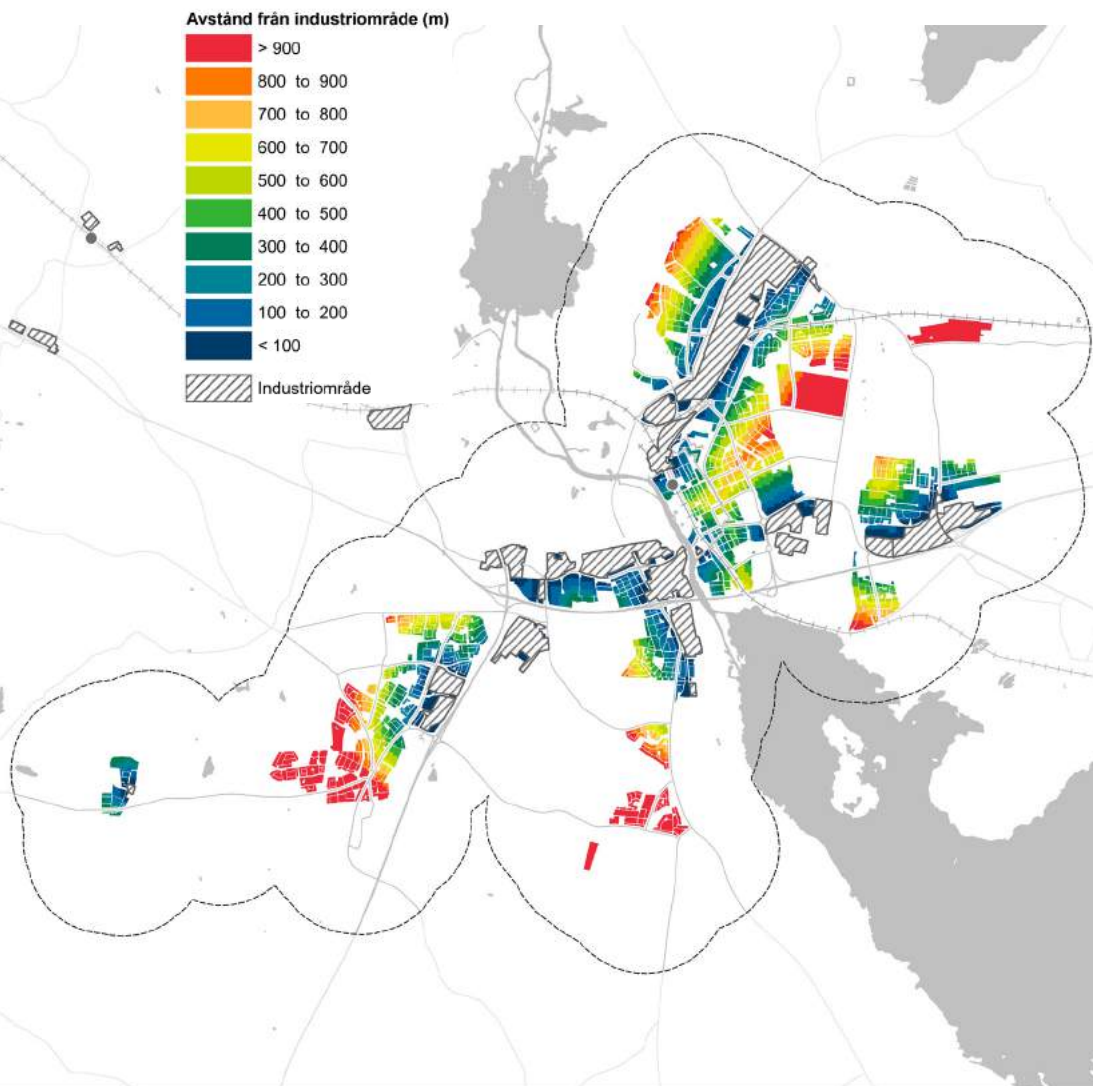 Avstånd från industriområde (m)
> 900
800 to 900
700 to 800
600 to 700
500 to 600
400 to 500
300 to 400
200 to 300
100 to 200
< 100
Industriområde